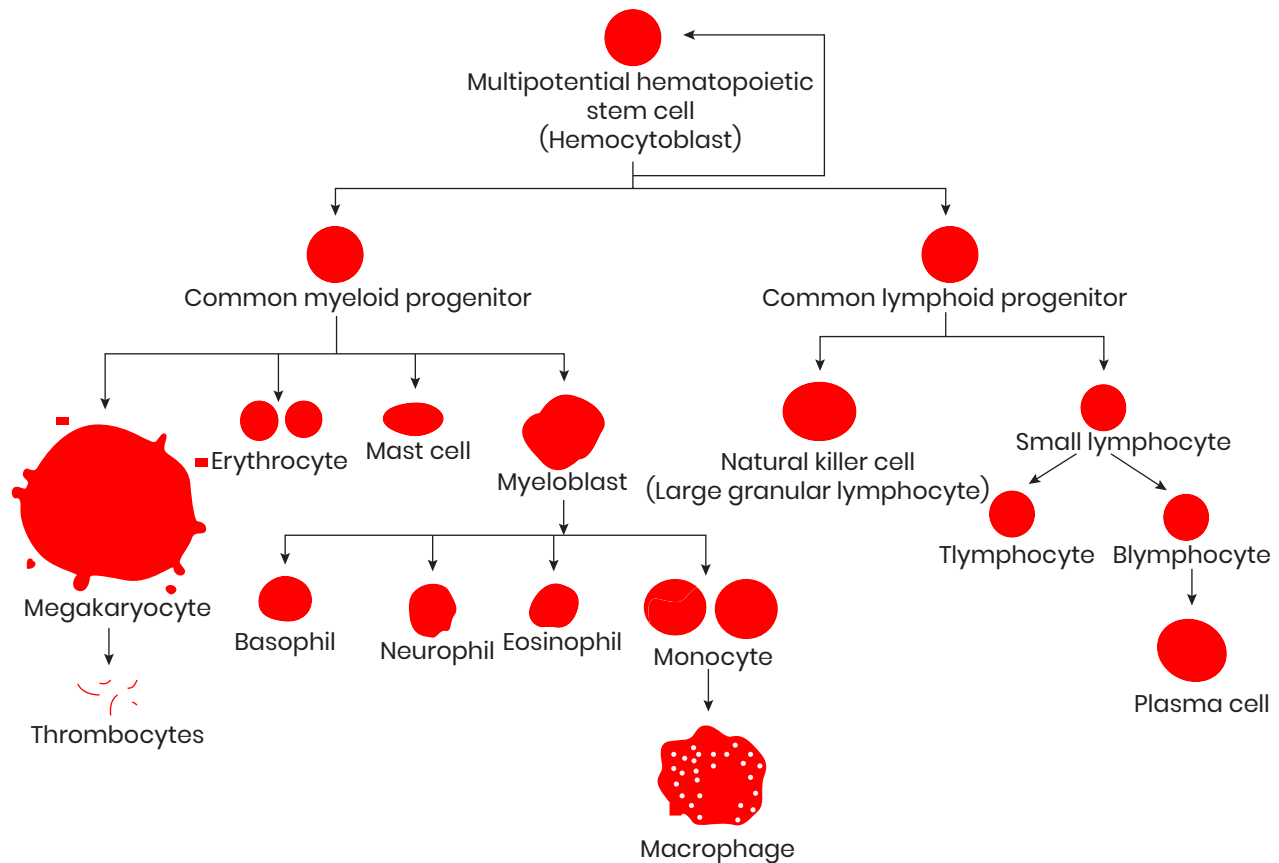 Multipotential hematopoietic
stem cell
(Hemocytoblast)
Common myeloid progenitor
Common lymphoid progenitor
Erythrocyte
Mast cell
Myeloblast
Natural killer cell
(Large granular lymphocyte)
Small lymphocyte
Tlymphocyte
Blymphocyte
Megakaryocyte
Basophil
Neurophil
Eosinophil
Monocyte
Plasma cell
Thrombocytes
Macrophage